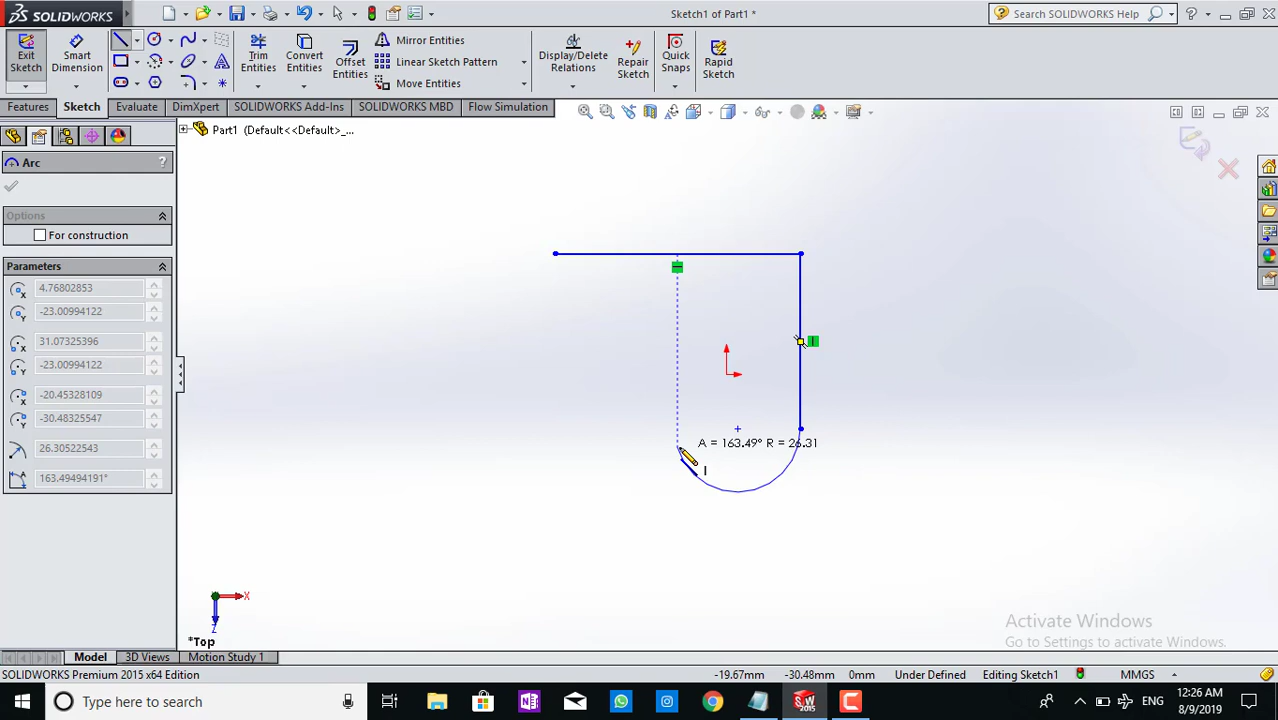 SOLIDWORKS
Sketch1 of Part1 *
Search SOLIDWORKS Help
Exit Sketch
Smart Dimension
Trim Entities
Convert Entities
Offset Entities
Mirror Entities
Linear Sketch Pattern
Move Entities
Display/Delete Relations
Repair Sketch
Quick Snaps
Rapid Sketch
Features
Sketch
Evaluate
DimXpert
SOLIDWORKS Add-Ins
SOLIDWORKS MBD
Flow Simulation
Part1 (Default<<Default>_...
Arc
?
Options
For construction
Parameters
4.76802853
-23.00994122
31.07325396
-23.00994122
-20.45328109
-30.48325547
26.30522543
163.49494191°
A = 163.49° R = 26.31
X
Z
*Top
Activate Windows
Go to Settings to activate Windows.
Model
3D Views
Motion Study 1
SOLIDWORKS Premium 2015 x64 Edition
-19.67mm
-30.48mm
0mm
Under Defined
Editing Sketch1
MMGS
Type here to search
ENG
12:26 AM
8/9/2019